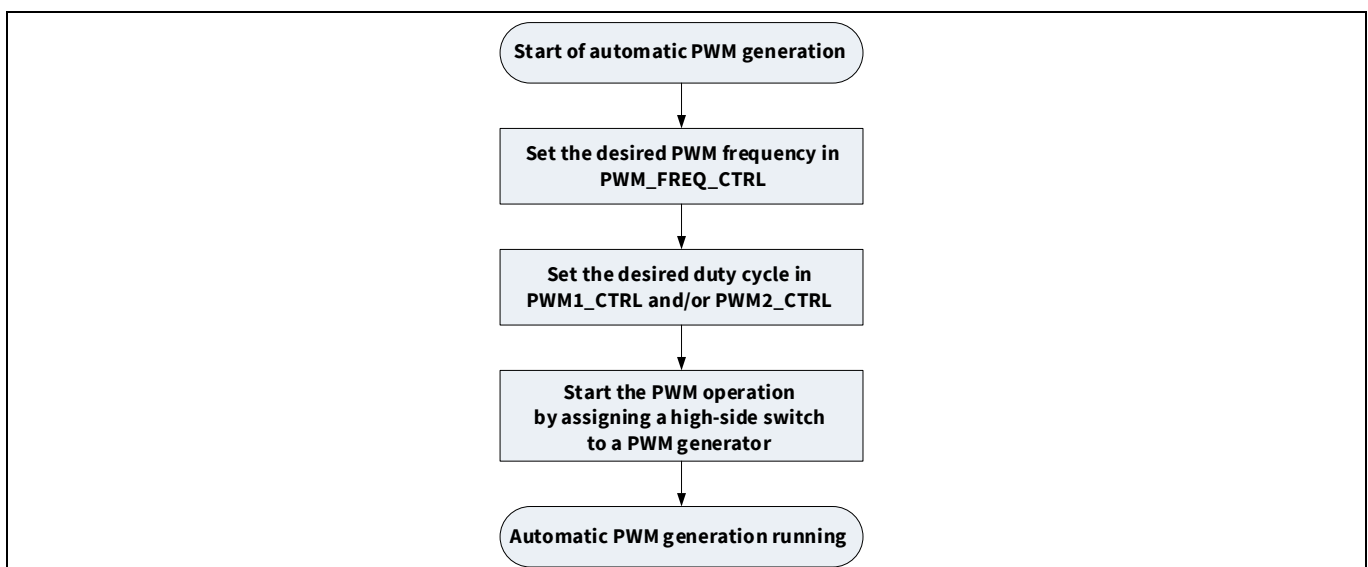 Start of automatic PWM generation
Set the desired PWM frequency in
PWM_FREQ_CTRL
Set the desired duty cycle in
PWM1_CTRL and/or PWM2_CTRL
Start the PWM operation
by assigning a high-side switch
to a PWM generator
Automatic PWM generation running